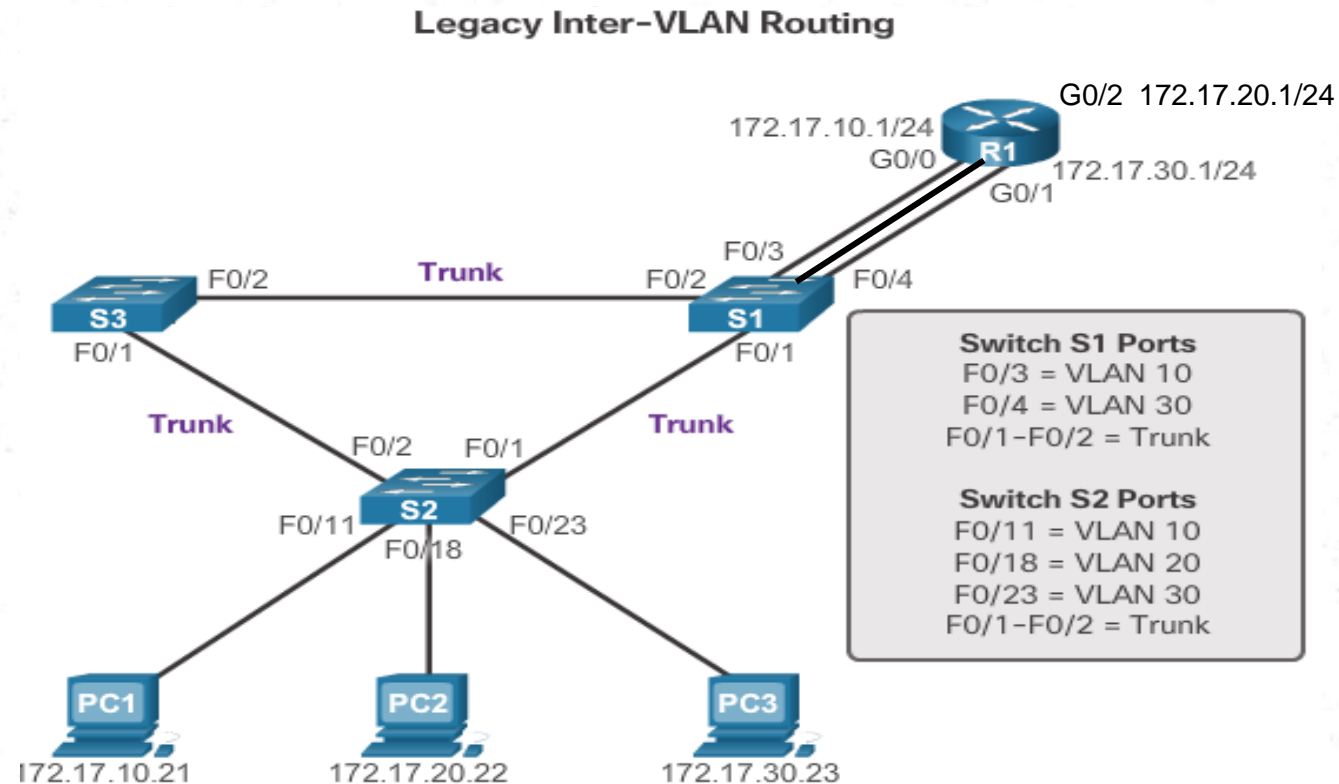 Legacy Inter-VLAN Routing
G0/2 172.17.20.1/24
172.17.10.1/24
G0/0
R1
172.17.30.1/24
G0/1
F0/3
F0/2
Trunk
F0/2
F0/4
S3
S1
F0/1
F0/1
Trunk
Trunk
F0/2
F0/1
S2
F0/11
F0/18
F0/23
Switch S1 Ports
F0/3 = VLAN 10
F0/4 = VLAN 30
F0/1-F0/2 = Trunk
Switch S2 Ports
F0/11 = VLAN 10
F0/18 = VLAN 20
F0/23 = VLAN 30
F0/1-F0/2 = Trunk
PC1
PC2
PC3
172.17.10.21
172.17.20.22
172.17.30.23